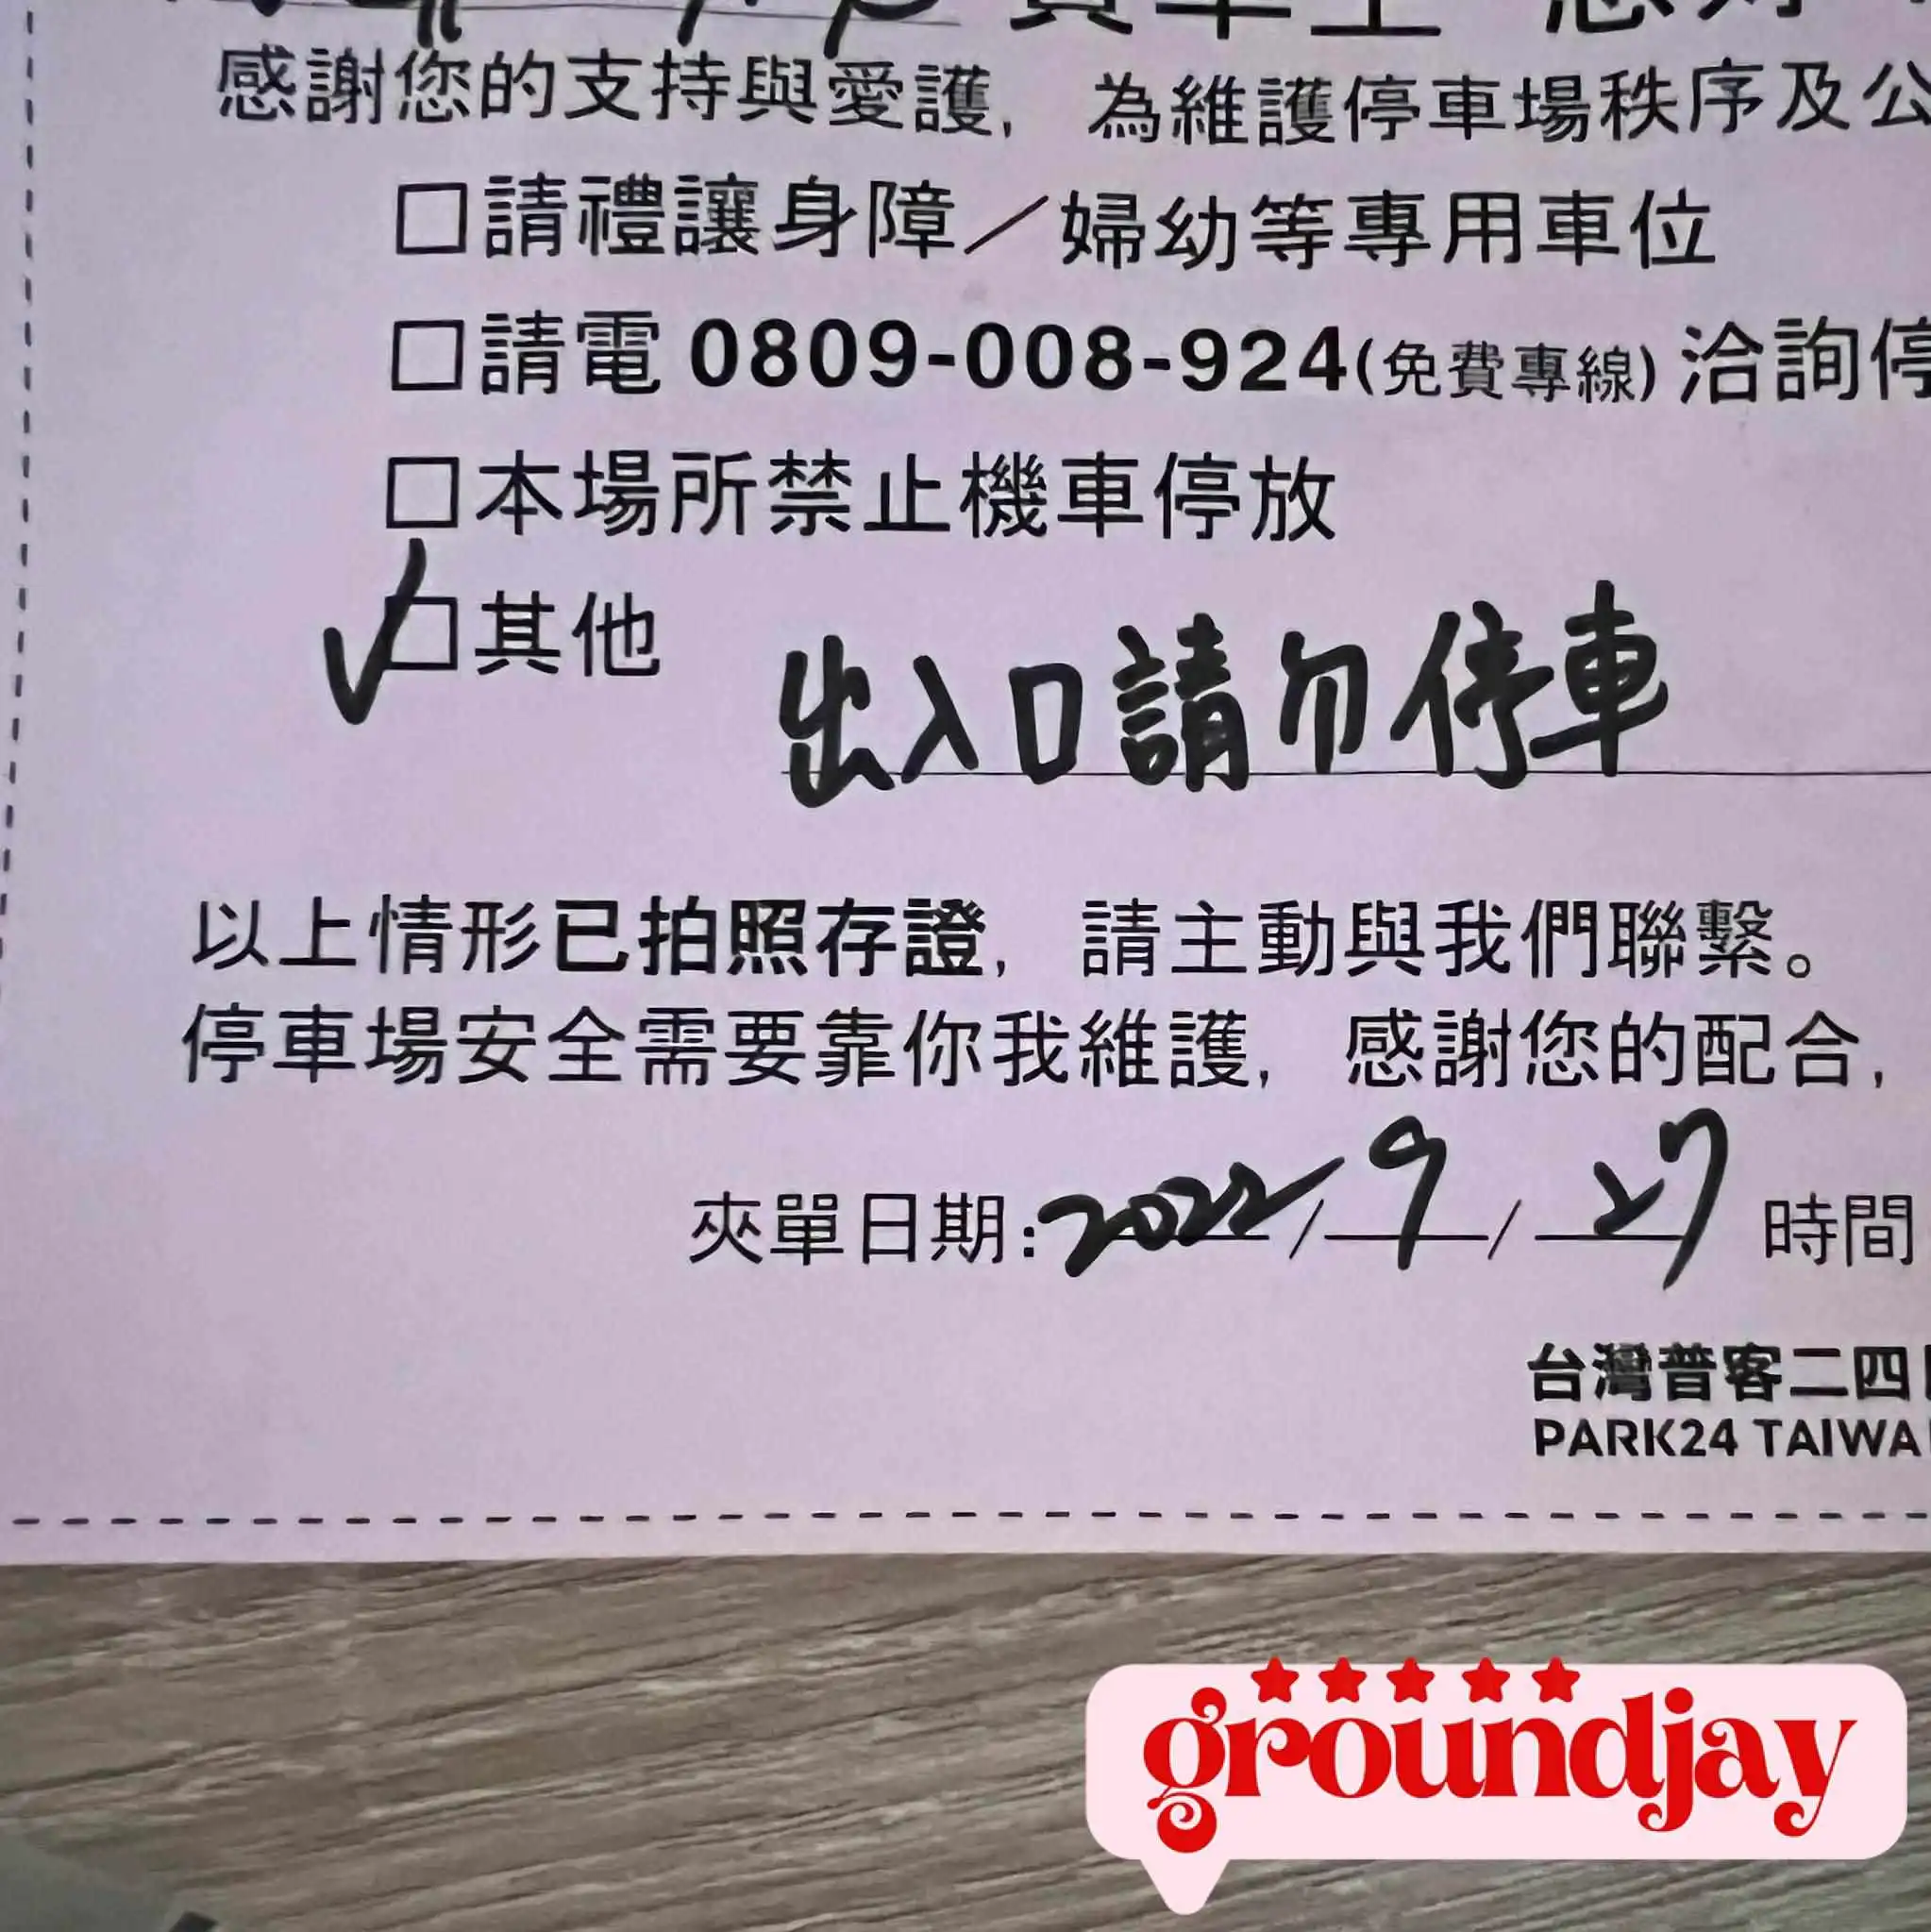 貴車主 您好
感謝您的支持與愛護, 為維護停車場秩序及公
□請禮讓身障／婦幼等專用車位
□請電 0809-008-924(免費專線) 洽詢停
□本場所禁止機車停放
✓□其他 出入口請勿停車
以上情形已拍照存證, 請主動與我們聯繫。
停車場安全需要靠你我維護, 感謝您的配合,
夾單日期:2022/9/27 時間
台灣普客二四
PARK24 TAIWA
groundjay